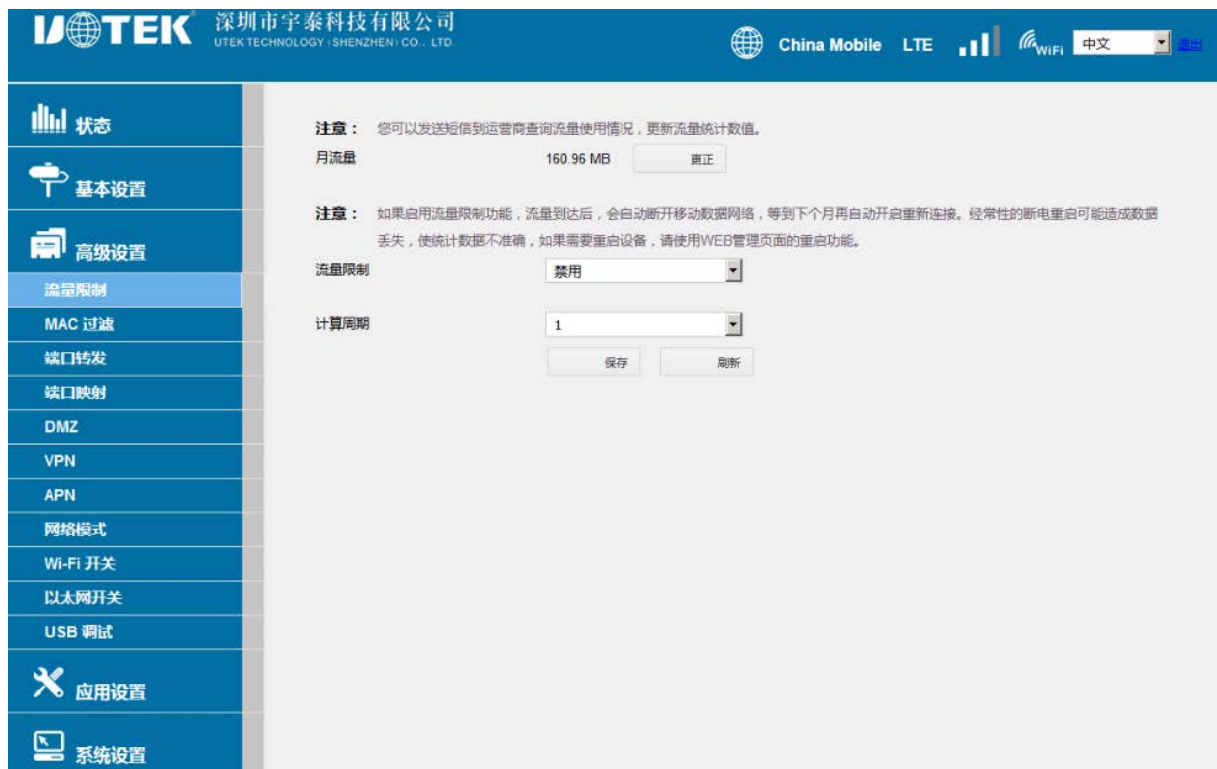 UTEK 深圳市宇泰科技有限公司
UTEK TECHNOLOGY (SHENZHEN) CO., LTD.
China Mobile LTE WiFi 中文 退出
状态
基本设置
高级设置
流量限制
MAC 过滤
端口转发
端口映射
DMZ
VPN
APN
网络模式
Wi-Fi 开关
以太网开关
USB 调试
应用设置
系统设置
注意： 您可以发送短信到运营商查询流量使用情况，更新流量统计数值。
月流量 160.96 MB 更正
注意： 如果启用流量限制功能，流量到达后，会自动断开移动数据网络，等到下个月再自动开启重新连接。经常性的断电重启可能造成数据
丢失，使统计数据不准确，如果需要重启设备，请使用WEB管理页面的重启功能。
流量限制 禁用
计算周期 1
保存 刷新